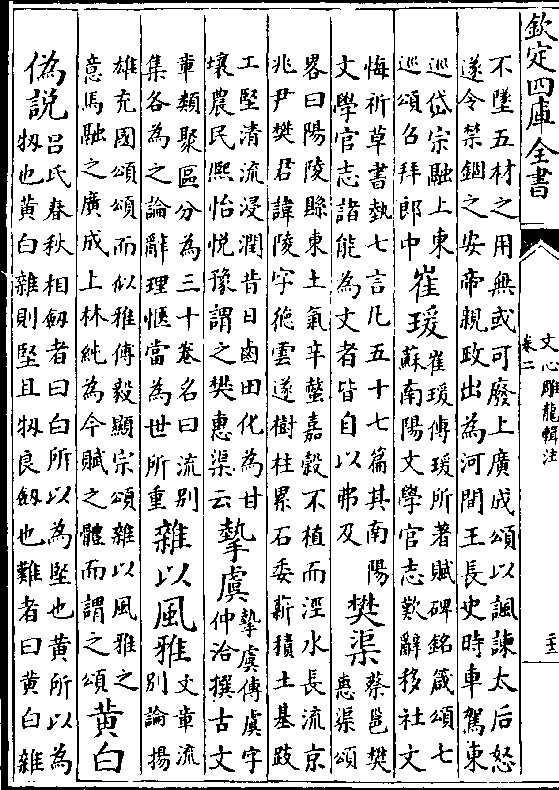 欽定四庫全書
文心雕龍輯注
卷二
不墜五材之用無或可廢上廣成頌以諷諫太后怒
遂令禁錮之安帝親政出為河間王長史時車駕東
巡岱宗融上東
巡頌召拜郎中
崔瑗
崔瑗傳瑗所著賦碑銘箴頌七
蘇南陽文學官志歎辭移社文
悔祈草書埶七言凡五十七篇其南陽
文學官志諸能為文者皆自以弗及
樊渠
蔡邕樊
惠渠頌
畧曰陽陵縣東土氣辛螫嘉穀不植而涇水長流京
兆尹樊君諱陵字徳雲遂樹柱累石委薪積土基跂
工堅清流浸潤昔日鹵田化為甘
壤農民熈怡悦豫謂之樊惠渠云
摯虞
摯虞傳虞字
仲洽撰古文
章類聚區分為三十卷名曰流别
集各為之論辭理愜當為世所重
雜以風雅
文章流
别論揚
雄充國頌頌而似雅傅毅顯宗頌雜以風雅之
意馬融之廣成上林純為今賦之體而謂之頌
黄白
偽說
呂氏春秋相劒者曰白所以為堅也黄所以為
牣也黄白雜則堅且牣良劒也難者曰黄白雜